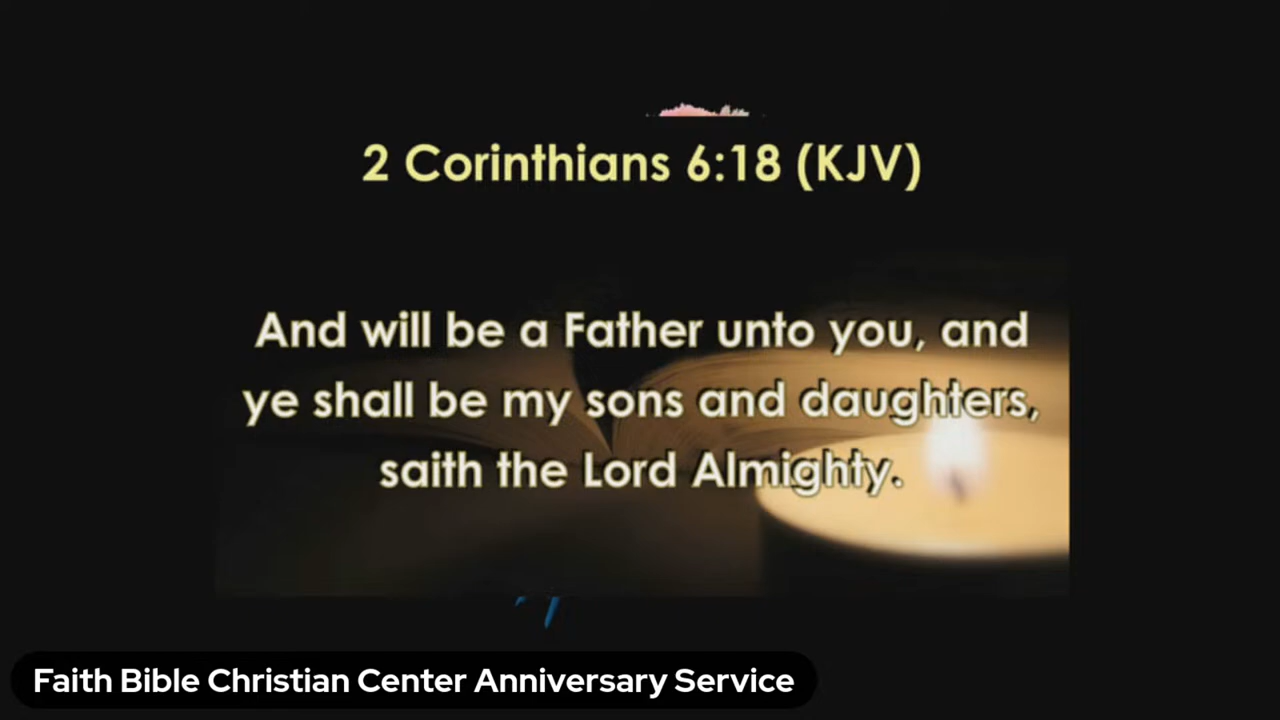 2 Corinthians 6:18 (KJV)
And will be a Father unto you, and
ye shall be my sons and daughters,
saith the Lord Almighty.
Faith Bible Christian Center Anniversary Service